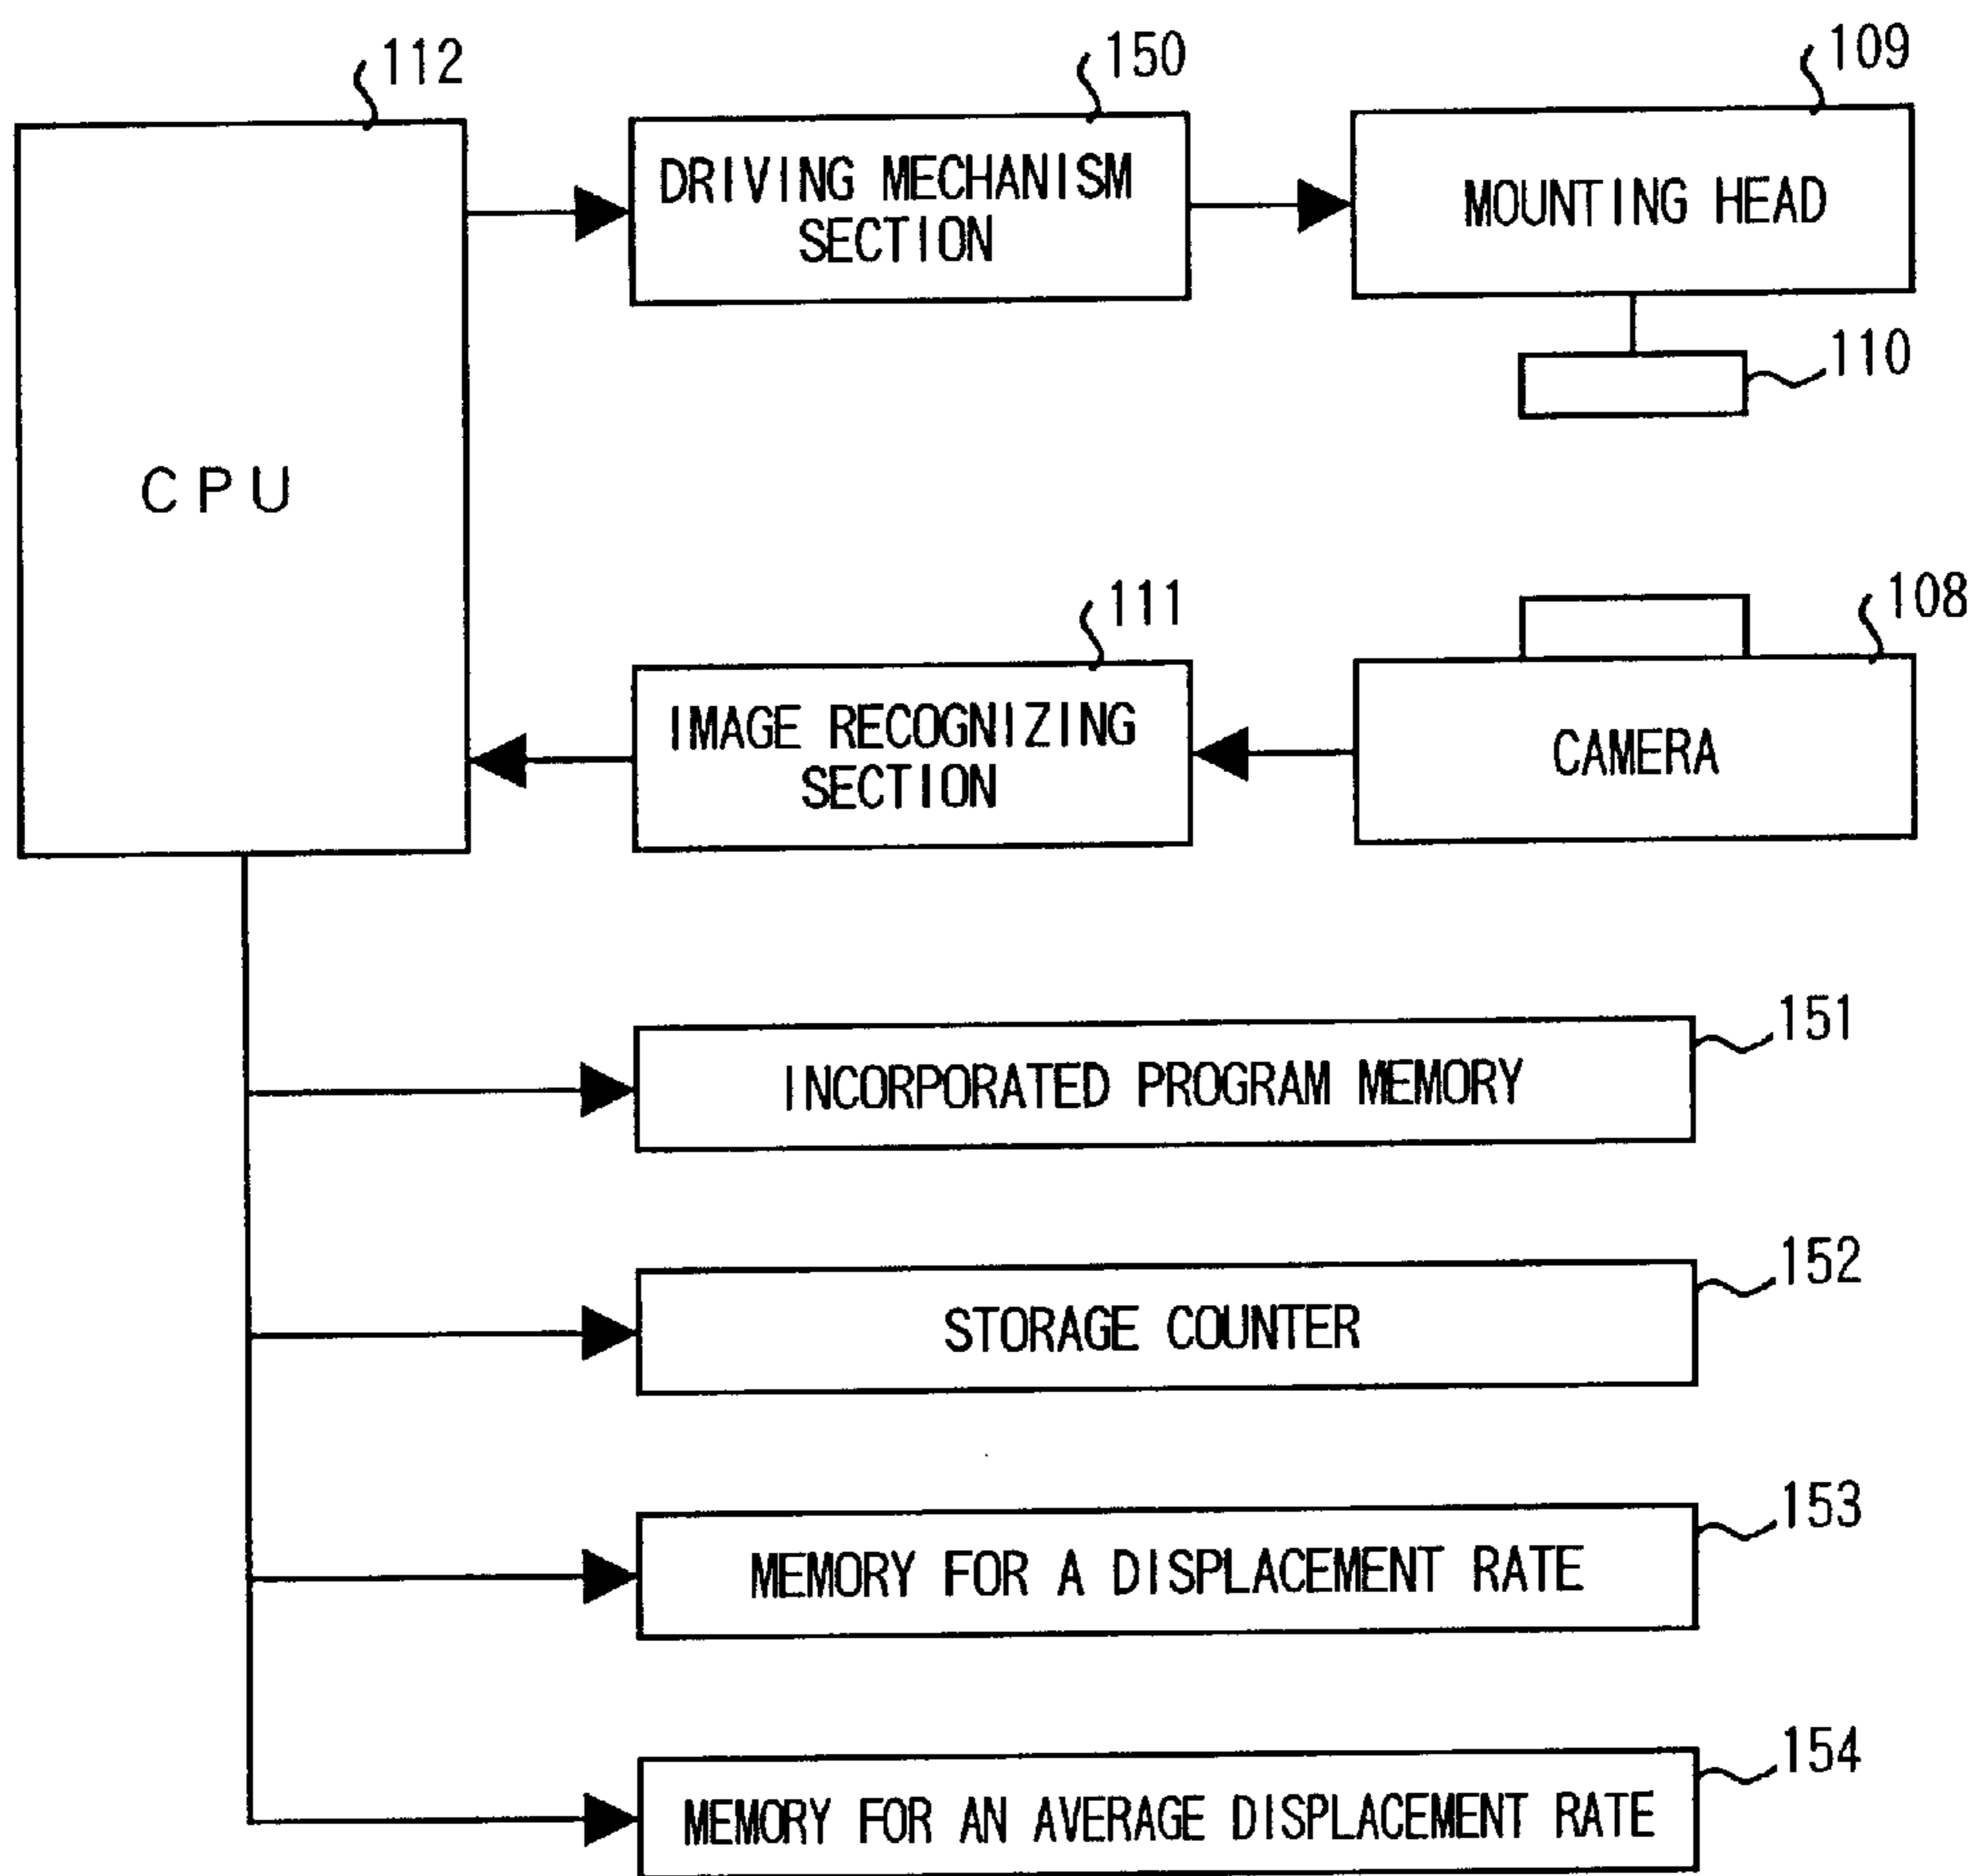 112
150
109
DRIVING MECHANISM
SECTION
MOUNTING HEAD
110
CPU
111
108
IMAGE RECOGNIZING
SECTION
CAMERA
151
INCORPORATED PROGRAM MEMORY
152
STORAGE COUNTER
153
MEMORY FOR A DISPLACEMENT RATE
154
MEMORY FOR AN AVERAGE DISPLACEMENT RATE